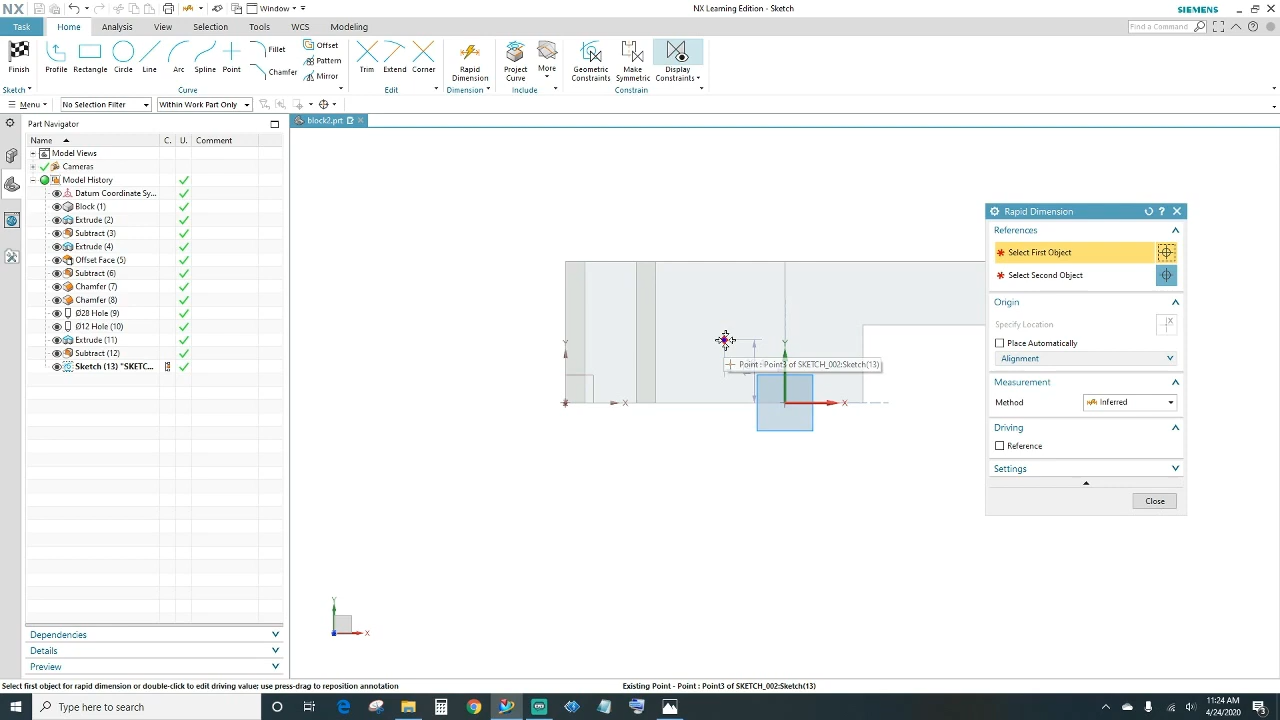 NX
Window
NX Learning Edition - Sketch
SIEMENS
Task
Home
Analysis
View
Selection
Tools
WCS
Modeling
Find a Command
Finish
Profile
Rectangle
Circle
Line
Arc
Spline
Point
Fillet
Chamfer
Offset
Pattern
Mirror
Trim
Extend
Corner
Rapid Dimension
Project Curve
More
Geometric Constraints
Make Symmetric
Display Constraints
Sketch
Curve
Edit
Dimension
Include
Constrain
Menu
No Selection Filter
Within Work Part Only
Part Navigator
block2.prt
Name
C.
U.
Comment
Model Views
Cameras
Model History
Datum Coordinate Sy...
Block (1)
Extrude (2)
Subtract (3)
Extrude (4)
Offset Face (5)
Subtract (6)
Chamfer (7)
Chamfer (8)
Ø28 Hole (9)
Ø12 Hole (10)
Extrude (11)
Subtract (12)
Sketch (13) "SKETC...
Dependencies
Details
Preview
Y
X
Y
X
Point : Point3 of SKETCH_002:Sketch(13)
Y
X
Rapid Dimension
References
Select First Object
Select Second Object
Origin
Specify Location
Place Automatically
Alignment
Measurement
Method
Inferred
Driving
Reference
Settings
Close
Select first object for rapid dimension or double-click to edit driving value; use press-drag to reposition annotation
Existing Point - Point : Point3 of SKETCH_002:Sketch(13)
Type here to search
11:24 AM
4/24/2020
3